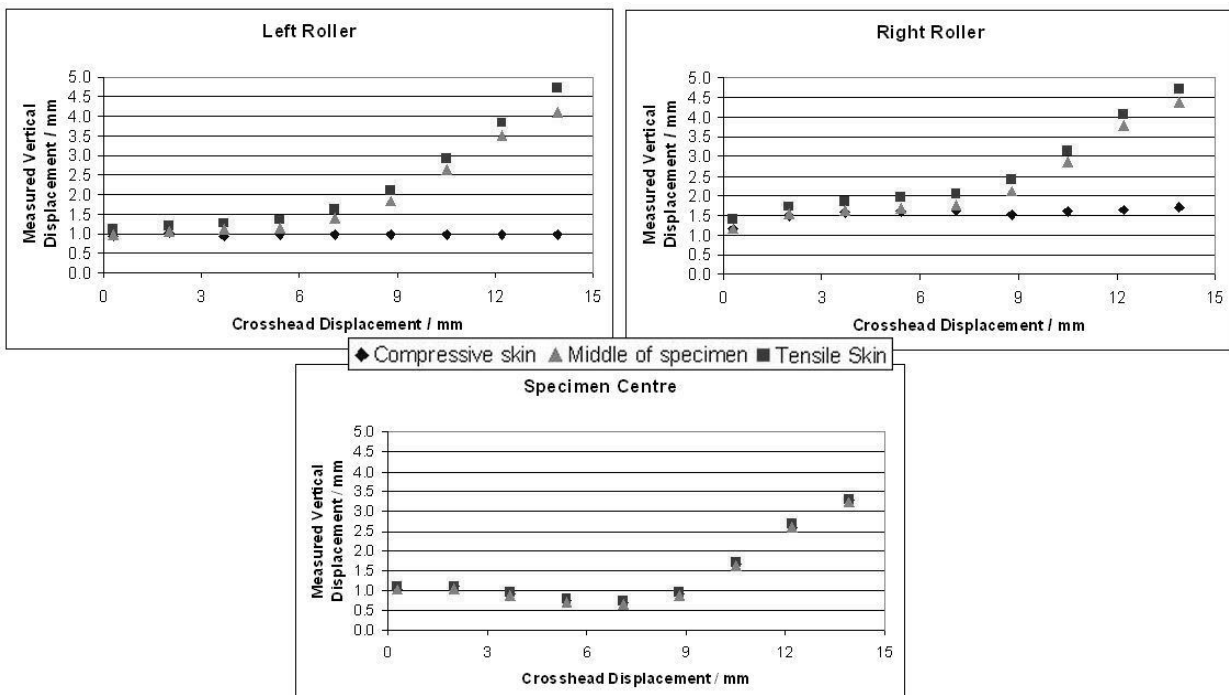 Left Roller
Measured Vertical
Displacement / mm
5.0
4.5
4.0
3.5
3.0
2.5
2.0
1.5
1.0
0.5
0.0
0 3 6 9 12 15
Crosshead Displacement / mm
Right Roller
Measured Vertical
Displacement / mm
5.0
4.5
4.0
3.5
3.0
2.5
2.0
1.5
1.0
0.5
0.0
0 3 6 9 12 15
Crosshead Displacement / mm
Compressive skin Middle of specimen Tensile Skin
Specimen Centre
Measured Vertical
Displacement / mm
5.0
4.5
4.0
3.5
3.0
2.5
2.0
1.5
1.0
0.5
0.0
0 3 6 9 12 15
Crosshead Displacement / mm